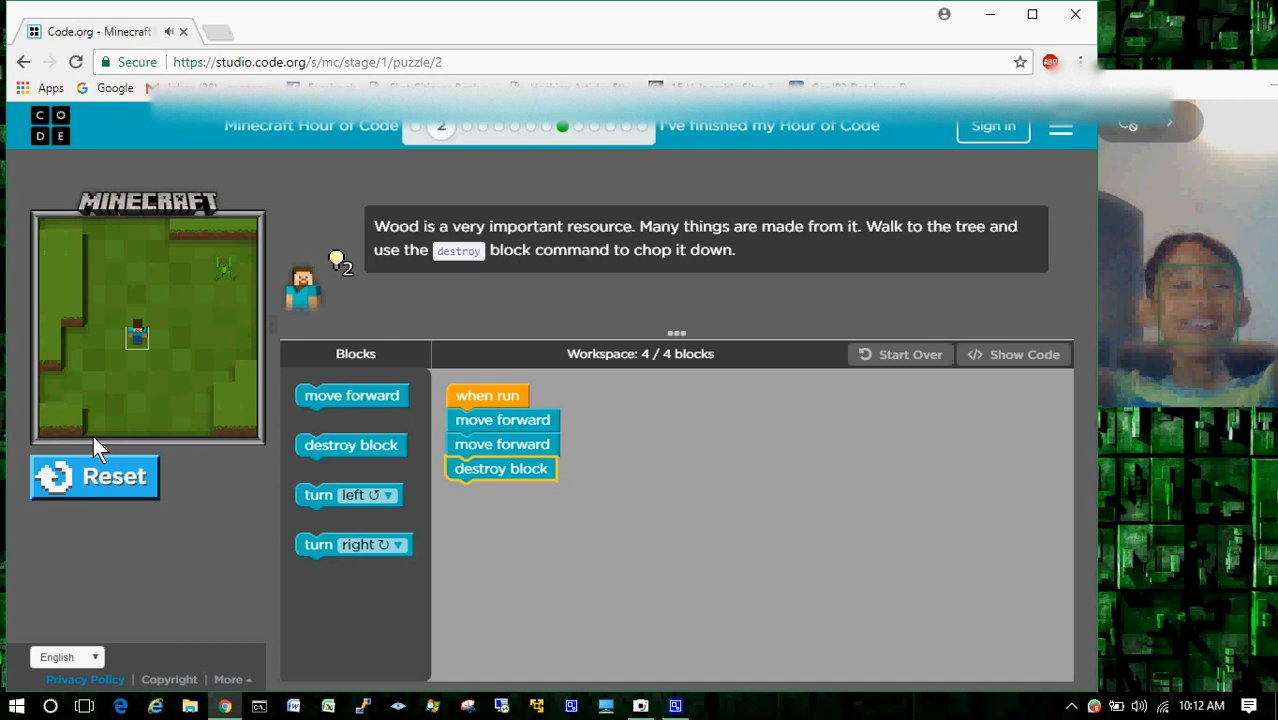 Code.org - Minecraft
Secure https://studio.code.org/s/mc/stage/1/puzzle/2
ABP
Apps Google
CODE
Minecraft Hour of Code 2 I've finished my Hour of Code Sign in
MINECRAFT
Wood is a very important resource. Many things are made from it. Walk to the tree and
use the destroy block command to chop it down.
2
Blocks Workspace: 4 / 4 blocks Start Over </> Show Code
move forward
destroy block
turn left
turn right
when run
move forward
move forward
destroy block
Reset
English
Privacy Policy | Copyright | More
10:12 AM